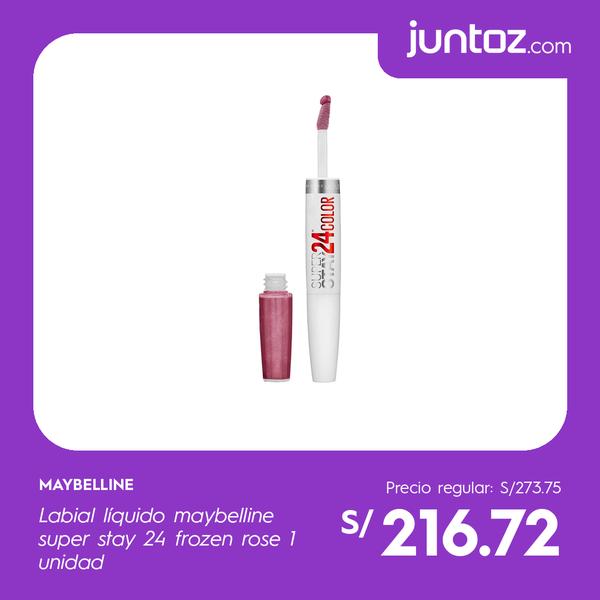 juntoz.com
SUPER
STAY 24 COLOR
MAYBELLINE
Labial líquido maybelline
super stay 24 frozen rose 1
unidad
Precio regular: S/273.75
S/ 216.72